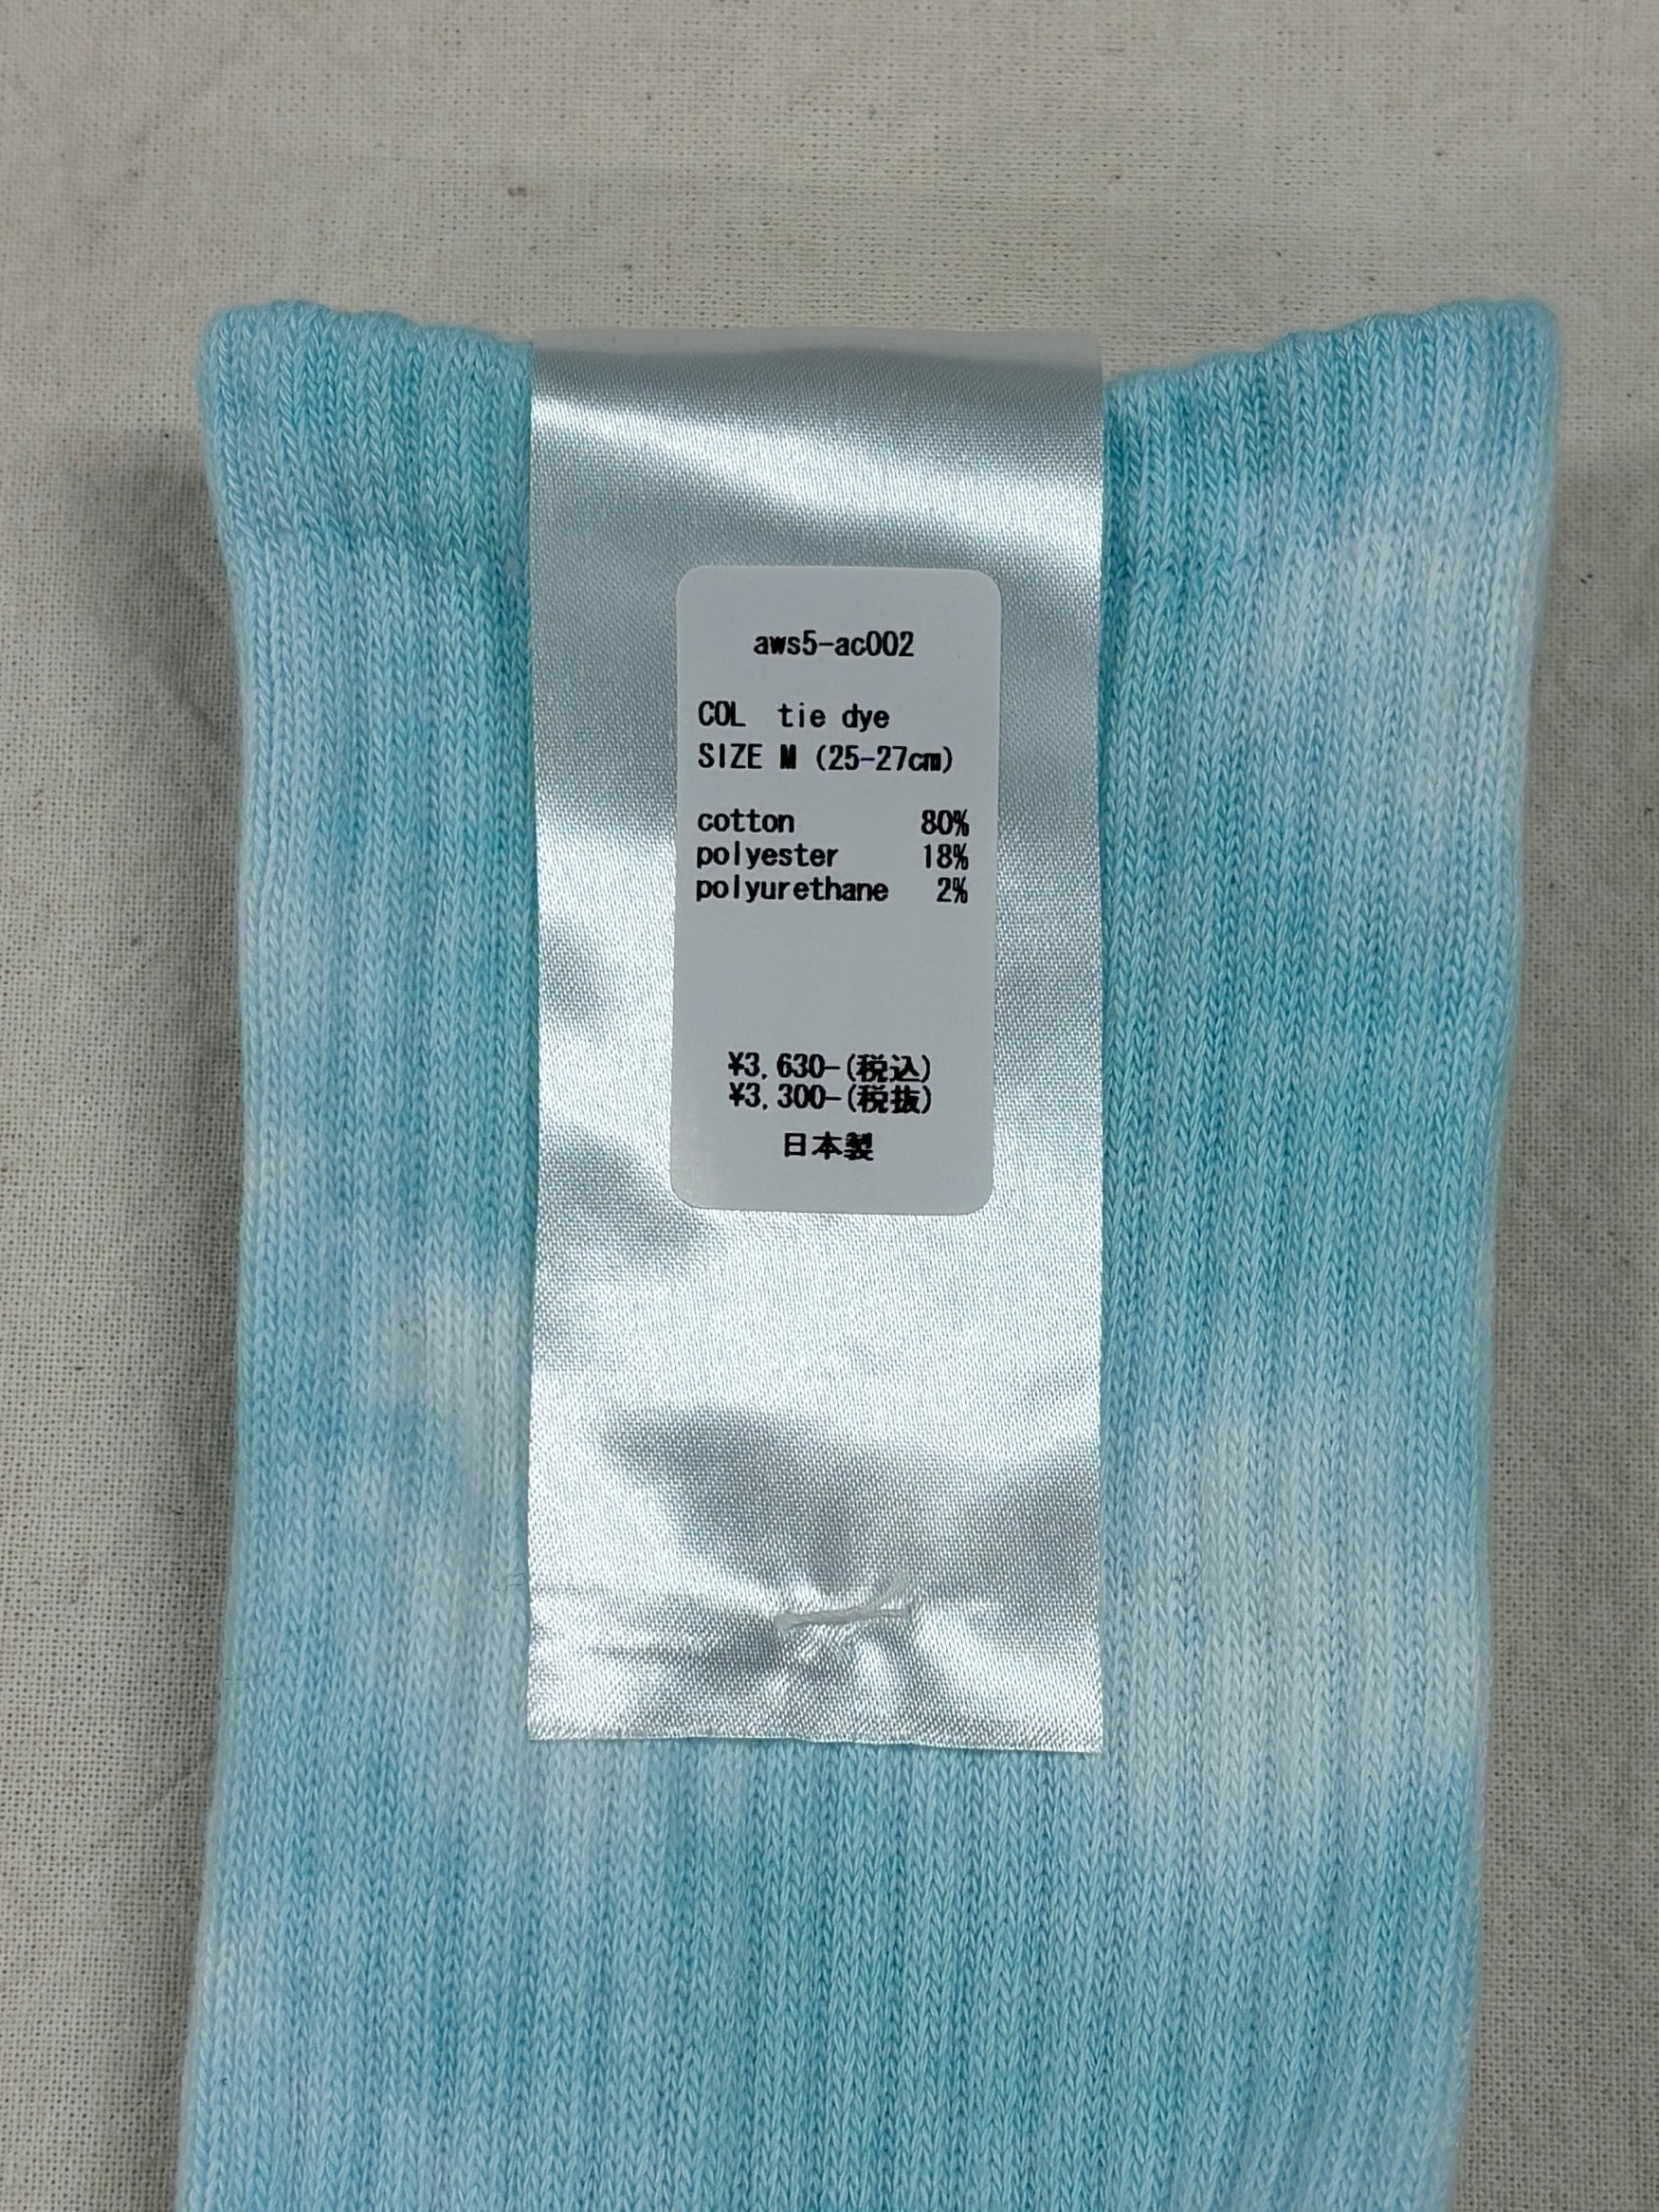 aws5-ac002
COL tie dye
SIZE M (25-27cm)
cotton 80%
polyester 18%
polyurethane 2%
¥3,630-(税込)
¥3,300-(税抜)
日本製